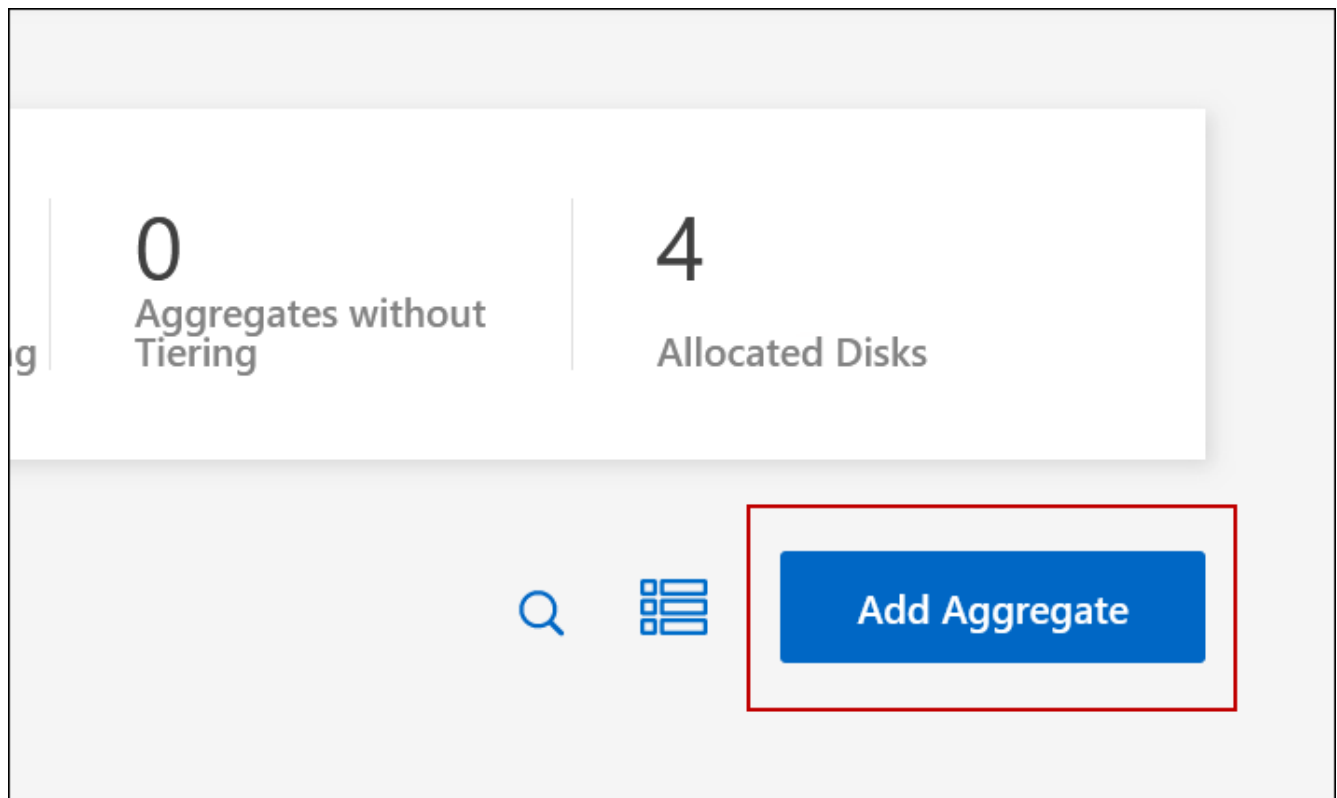 0
Aggregates without
Tiering
4
Allocated Disks
Add Aggregate